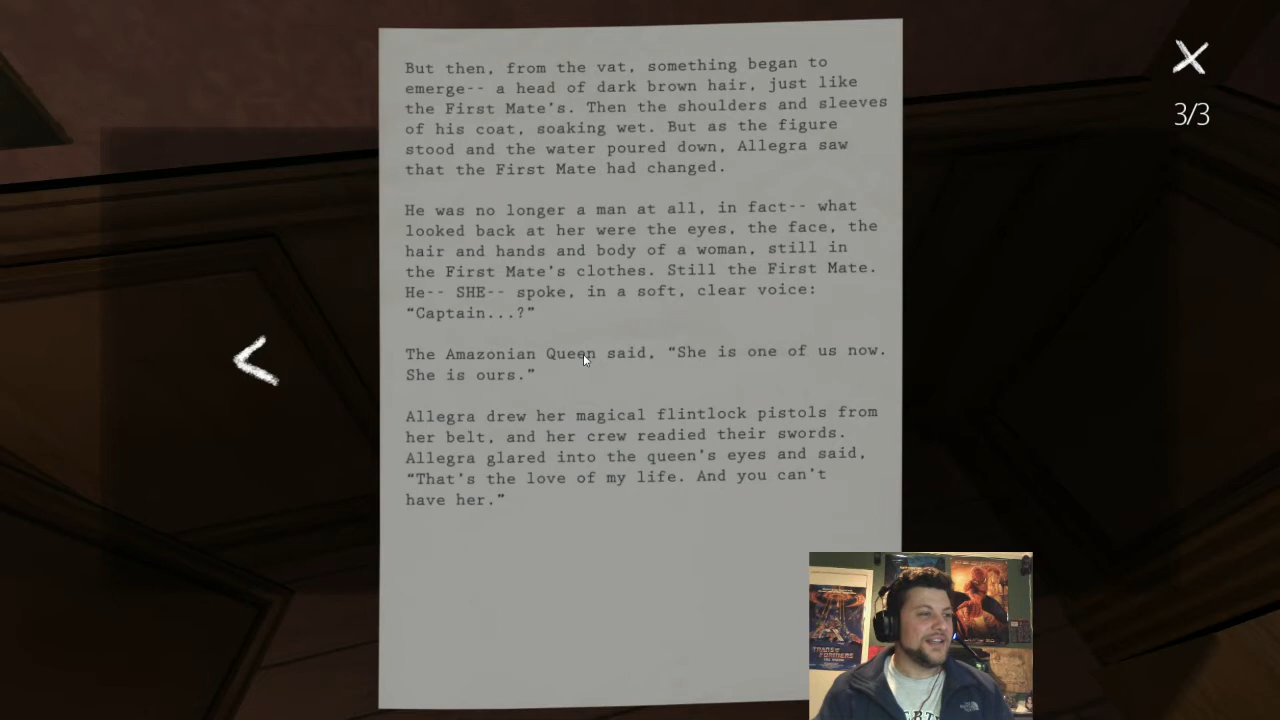 But then, from the vat, something began to
emerge-- a head of dark brown hair, just like
the First Mate's. Then the shoulders and sleeves
of his coat, soaking wet. But as the figure
stood and the water poured down, Allegra saw
that the First Mate had changed.
He was no longer a man at all, in fact-- what
looked back at her were the eyes, the face, the
hair and hands and body of a woman, still in
the First Mate's clothes. Still the First Mate.
He-- SHE-- spoke, in a soft, clear voice:
“Captain...?”
The Amazonian Queen said, “She is one of us now.
She is ours.”
Allegra drew her magical flintlock pistols from
her belt, and her crew readied their swords.
Allegra glared into the queen's eyes and said,
“That's the love of my life. And you can't
have her.”
3/3
TRANSFORMERS